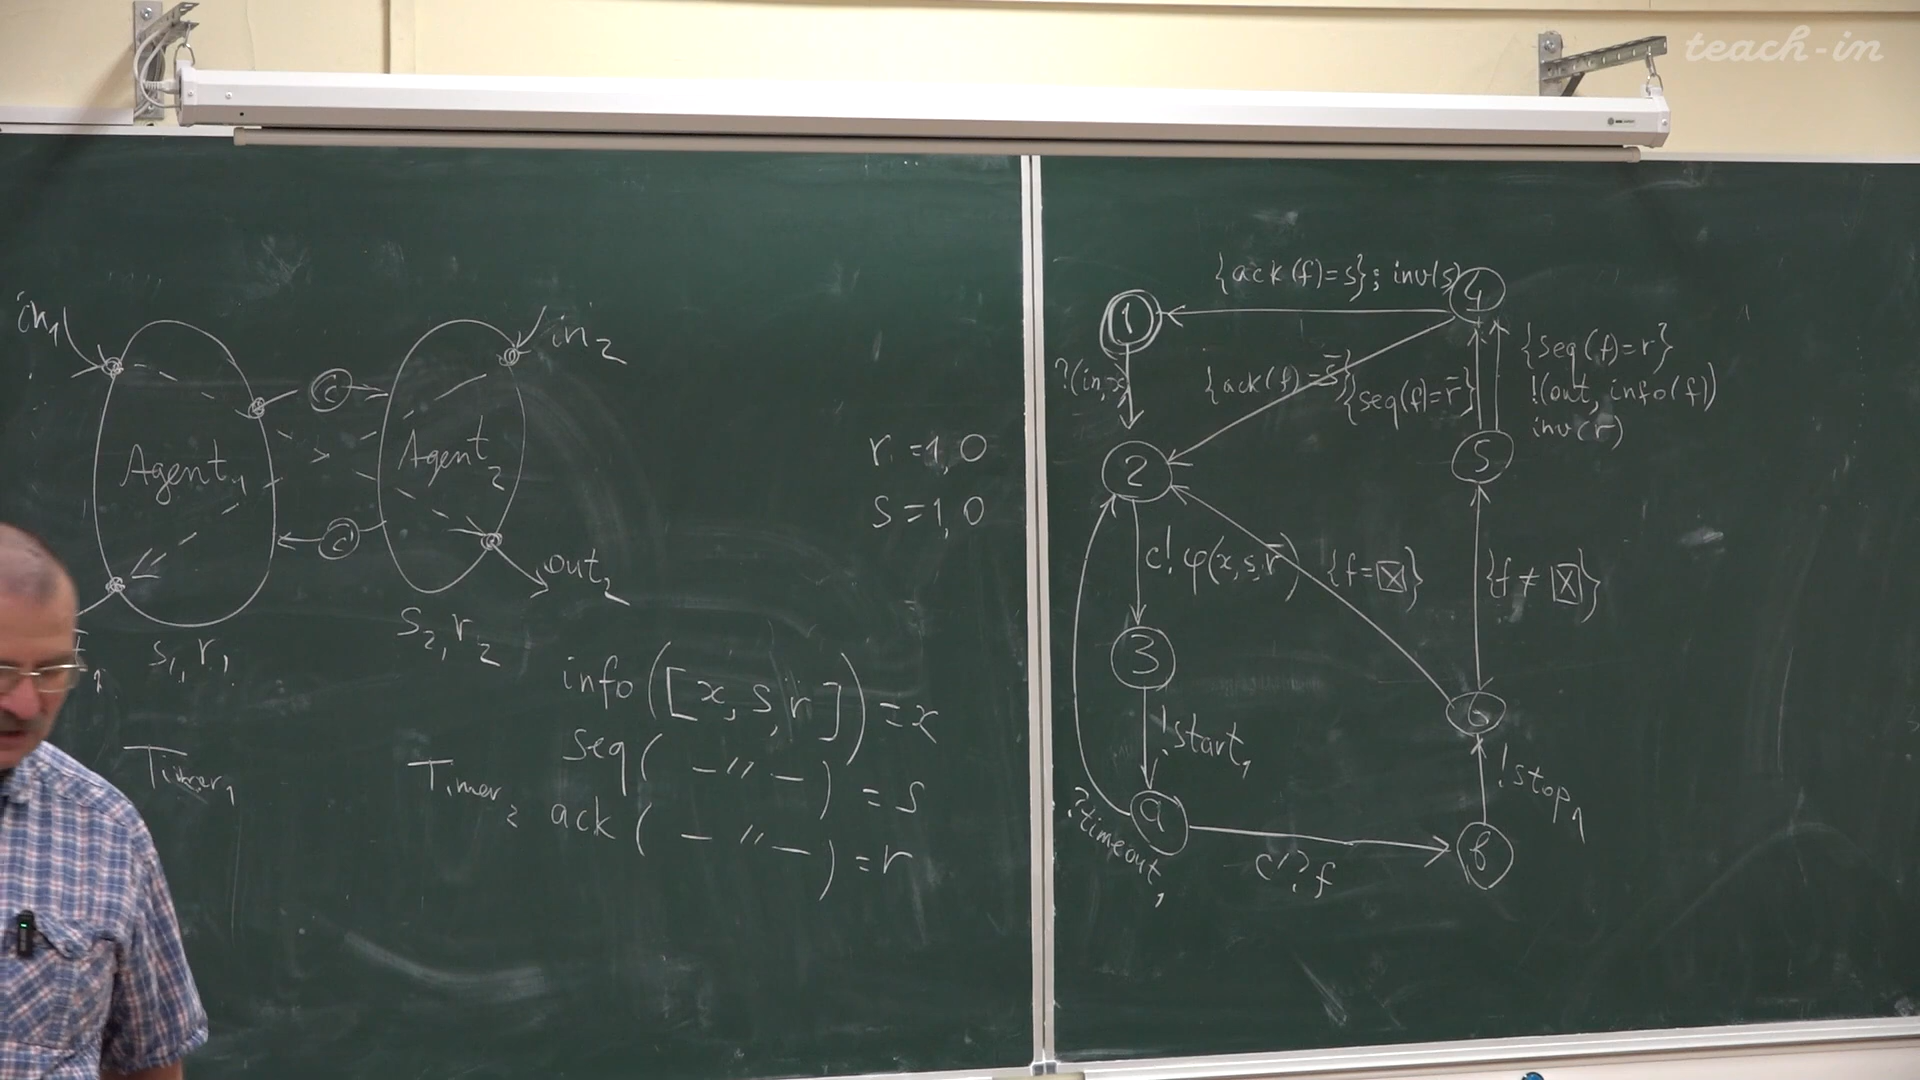 teach-in
in₁
in₂
c
Agent₁
Agent₂
c'
out₂
s₁, r₁
s₂, r₂
r = 1, 0
s = 1, 0
info([x, s, r]) = x
seq( –"– ) = s
ack( –"– ) = r
Timer₁
Timer₂
{ack(f)=s}; inv(s)
1
4
?(in, x)
{ack(f)=s̄}
{seq(f)=r̄}
{seq(f)=r}
!(out, info(f))
inv(r)
2
5
c! φ(x, s, r̄)
{f=☒}
{f≠☒}
3
6
!start₁
!stop₁
a
?timeout₁
c'?f